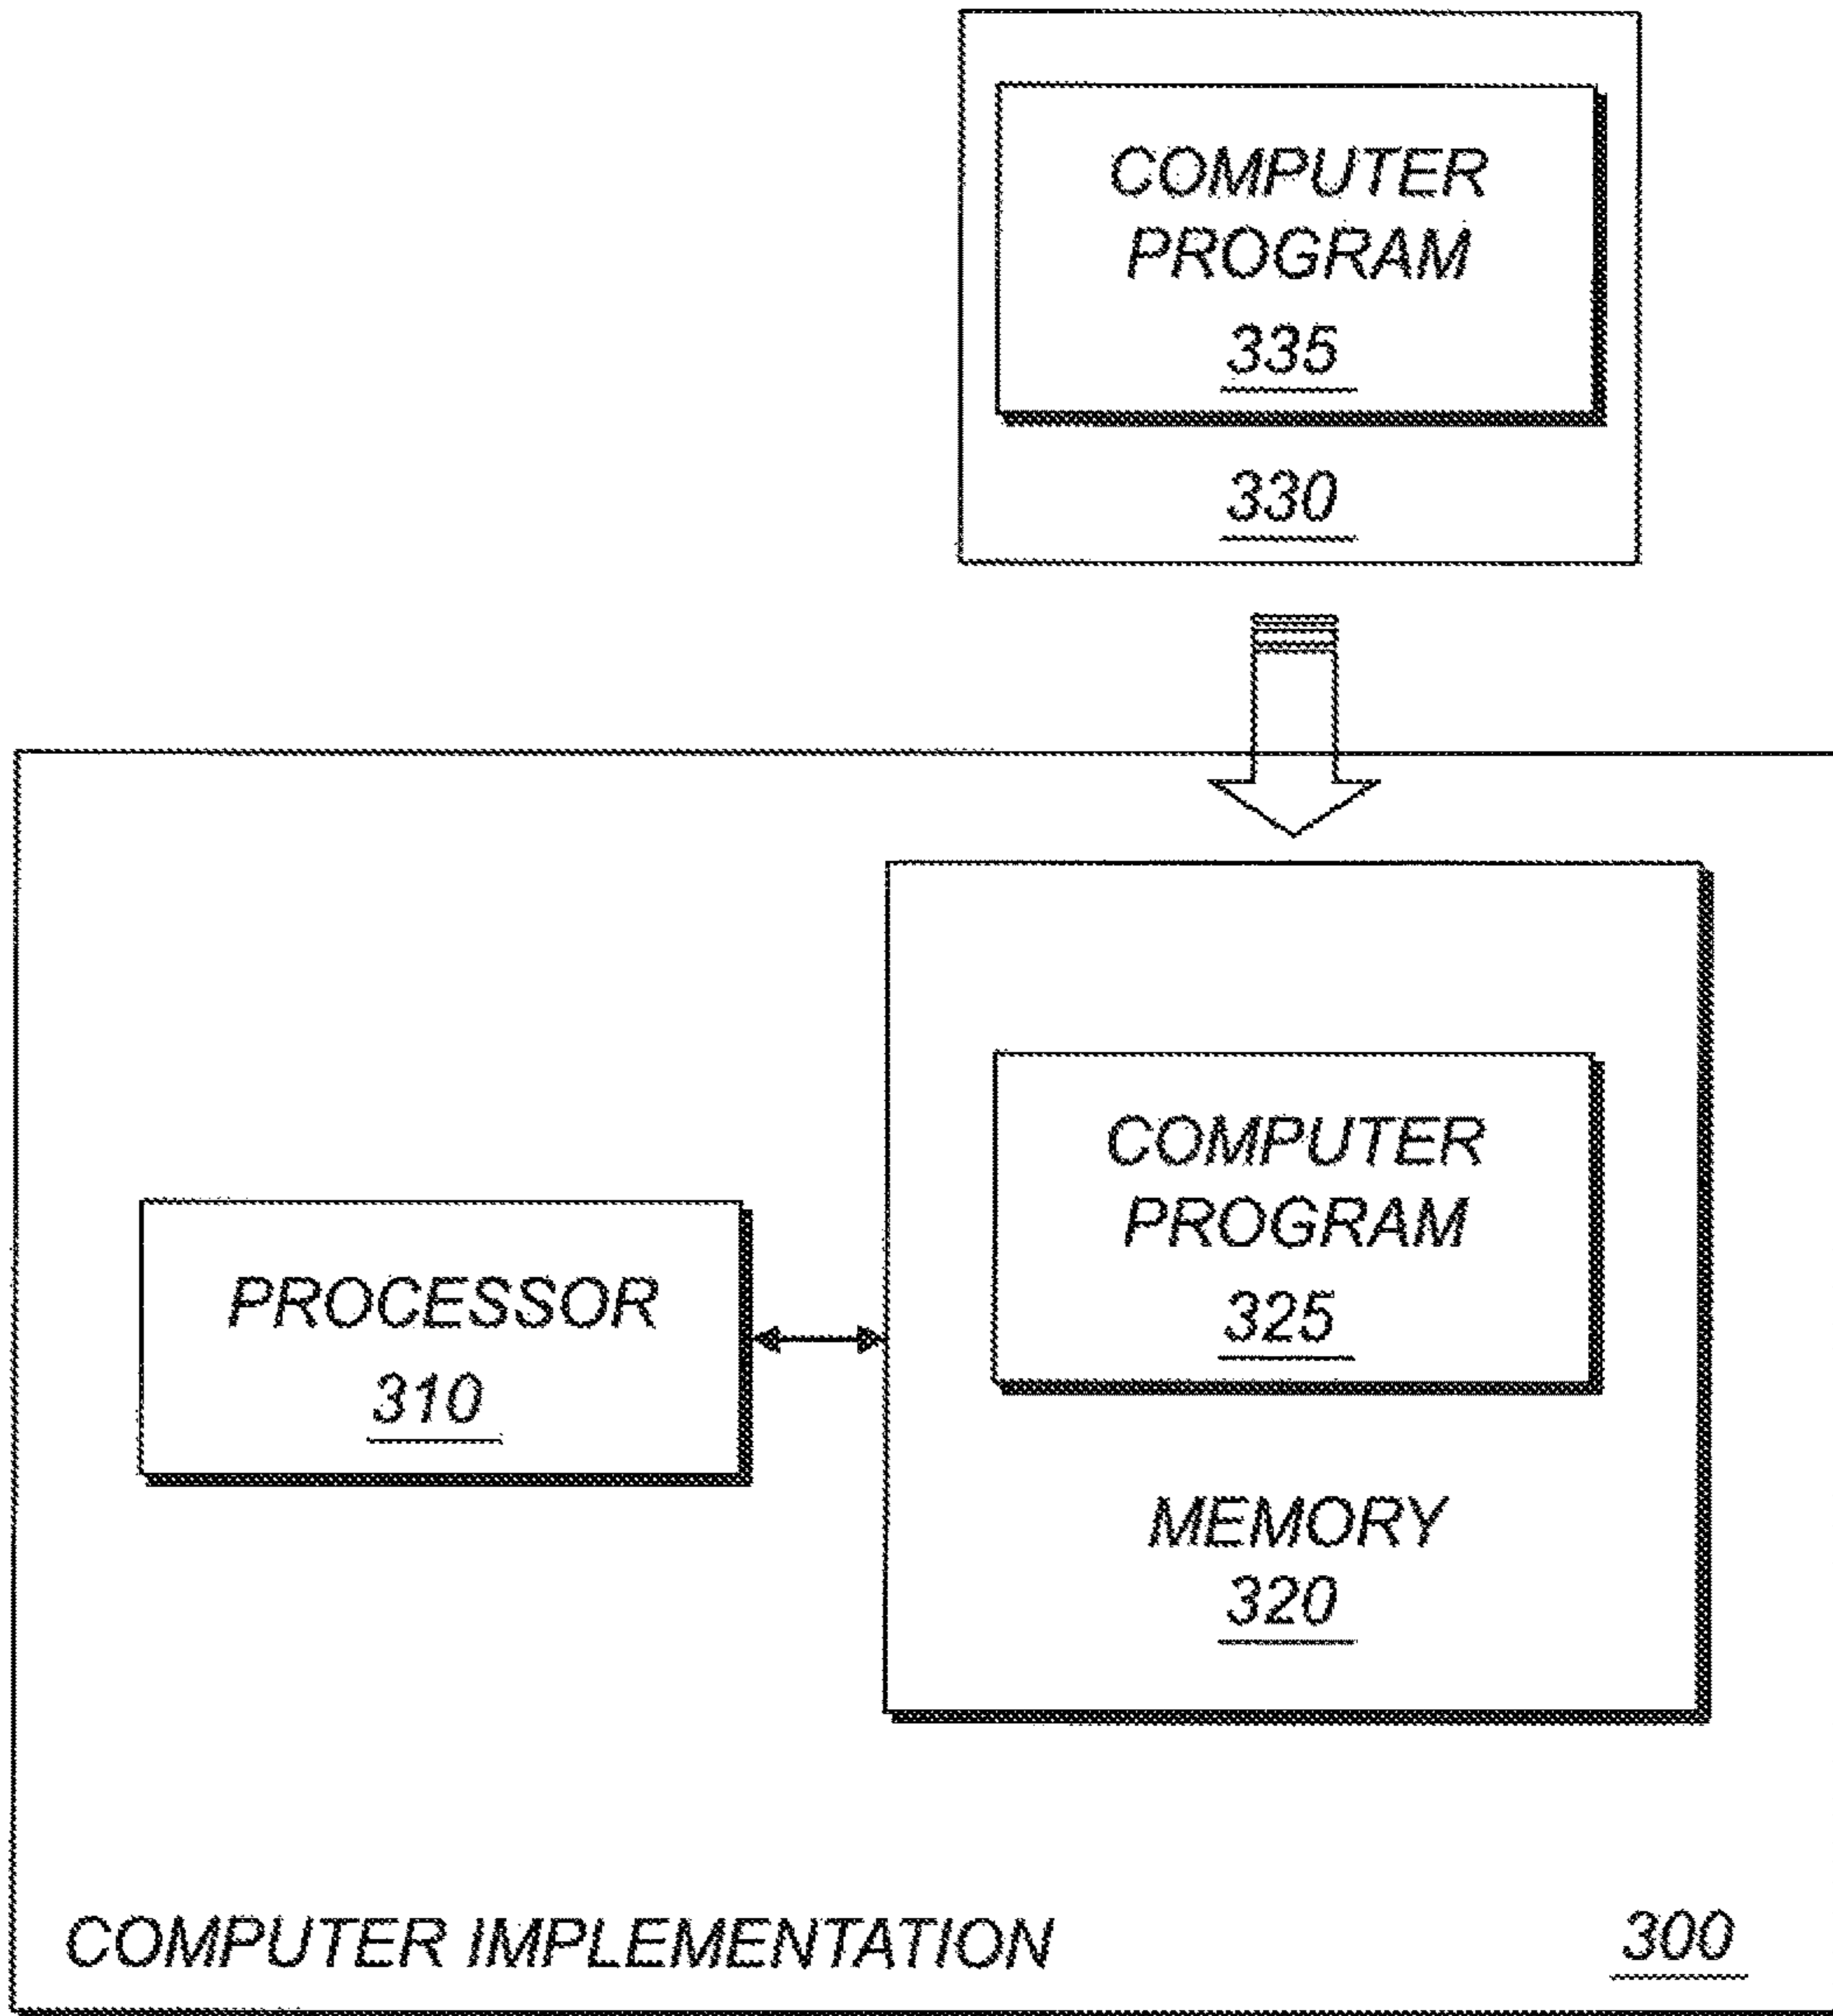 COMPUTER
PROGRAM
335
330
COMPUTER
PROGRAM
325
PROCESSOR
310
MEMORY
320
COMPUTER IMPLEMENTATION
300